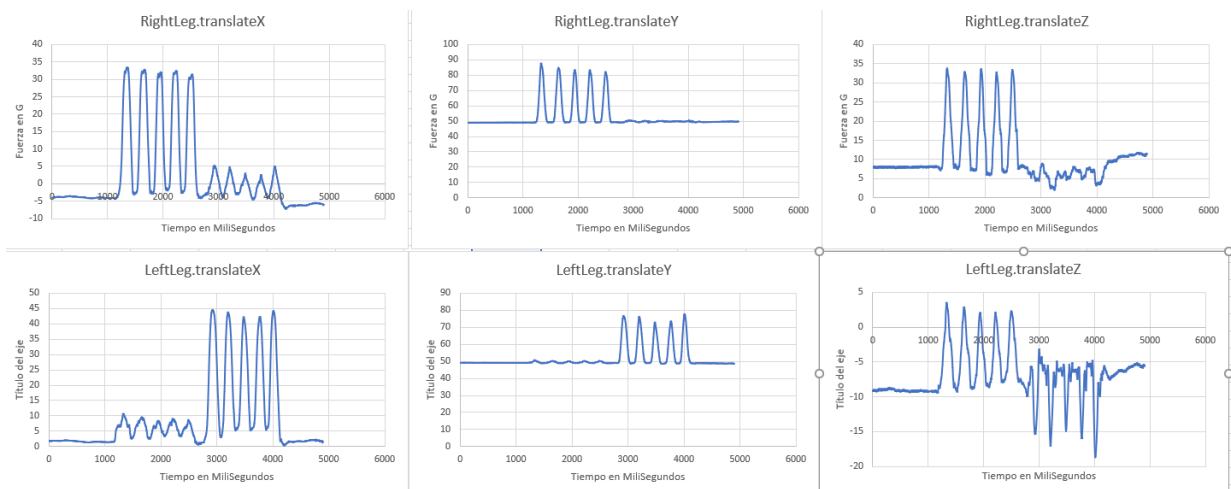 RightLeg.translateX
40
35
30
25
20
15
10
5
0
-5
-10
0 1000 2000 3000 4000 5000 6000
Fuerza en G
Tiempo en MiliSegundos
RightLeg.translateY
100
90
80
70
60
50
40
30
20
10
0
0 1000 2000 3000 4000 5000 6000
Fuerza en G
Tiempo en MiliSegundos
RightLeg.translateZ
40
35
30
25
20
15
10
5
0
0 1000 2000 3000 4000 5000 6000
Fuerza en G
Tiempo en MiliSegundos
LeftLeg.translateX
50
45
40
35
30
25
20
15
10
5
0
0 1000 2000 3000 4000 5000 6000
Título del eje
Tiempo en MiliSegundos
LeftLeg.translateY
90
80
70
60
50
40
30
20
10
0
0 1000 2000 3000 4000 5000 6000
Título del eje
Tiempo en MiliSegundos
LeftLeg.translateZ
5
0
-5
-10
-15
-20
0 1000 2000 3000 4000 5000 6000
Título del eje
Tiempo en MiliSegundos